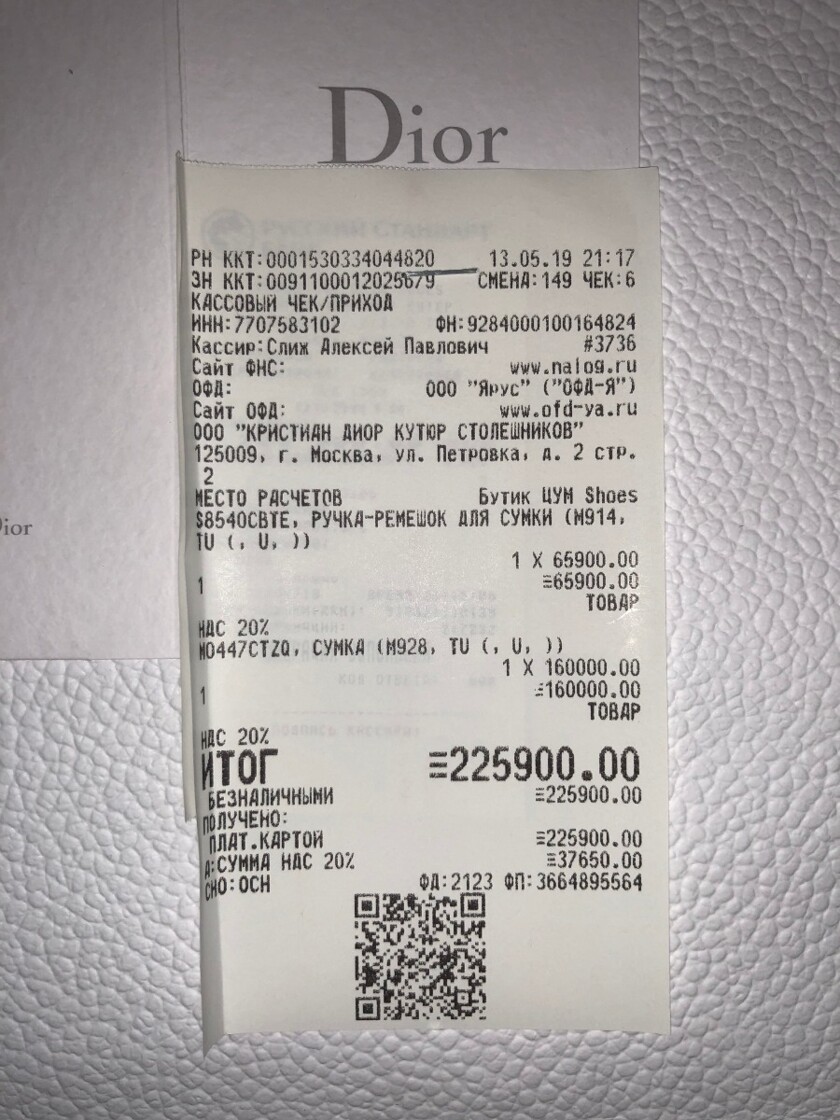 Dior
РН ККТ:0001530334044820 13.05.19 21:17
ЗН ККТ:0091100012025679 СМЕНА:149 ЧЕК:6
КАССОВЫЙ ЧЕК/ПРИХОД
ИНН:7707583102 ФН:9284000100164824
Кассир:Слиж Алексей Павлович #3736
Сайт ФНС: www.nalog.ru
ОФД: ООО "Ярус" ("ОФД-Я")
Сайт ОФД: www.ofd-ya.ru
ООО "КРИСТИАН ДИОР КУТЮР СТОЛЕШНИКОВ"
125009, г. Москва, ул. Петровка, д. 2 стр.
2
МЕСТО РАСЧЕТОВ Бутик ЦУМ Shoes
Dior
S8540CBTE, РУЧКА-РЕМЕШОК ДЛЯ СУМКИ (M914,
TU (, U, ))
1 X 65900.00
1 =65900.00
ТОВАР
НДС 20%
M0447CTZQ, СУМКА (M928, TU (, U, ))
1 X 160000.00
1 =160000.00
ТОВАР
НДС 20%
ИТОГ =225900.00
БЕЗНАЛИЧНЫМИ =225900.00
ПОЛУЧЕНО:
ПЛАТ.КАРТОЙ =225900.00
А:СУММА НДС 20% =37650.00
СНО:ОСН ФД:2123 ФП:3664895564